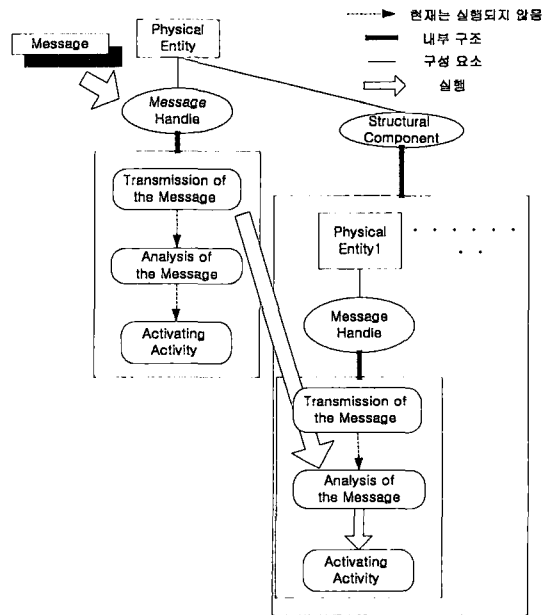 Message
Physical
Entity
현재는 실행되지 않음
내부 구조
구성 요소
실행
Message
Handle
Structural
Component
Transmission of
the Message
Analysis of
the Message
Activating
Activity
Physical
Entity1
Message
Handle
Transmission of
the Message
Analysis of
the Message
Activating
Activity